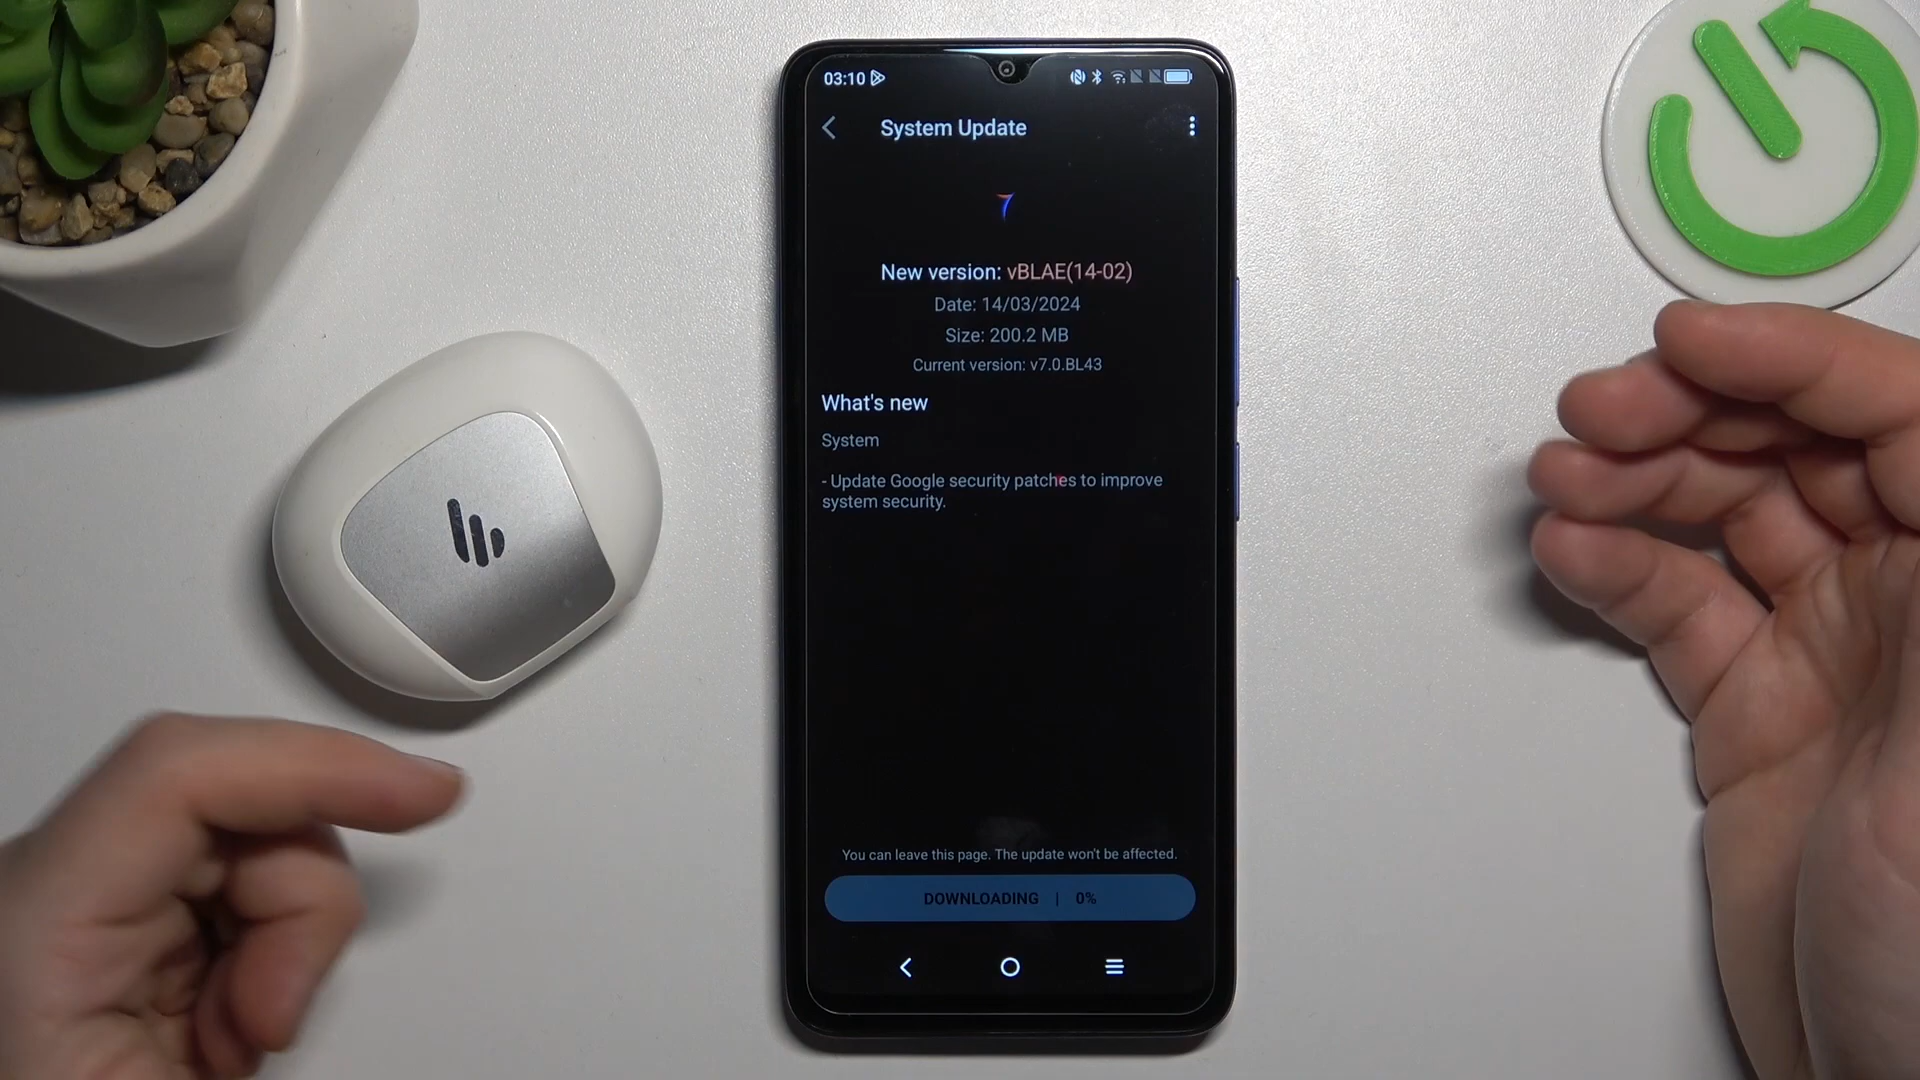 03:10
System Update
7
New version: vBLAE(14-02)
Date: 14/03/2024
Size: 200.2 MB
Current version: v7.0.BL43
What's new
System
- Update Google security patches to improve
system security.
You can leave this page. The update won't be affected.
DOWNLOADING | 0%